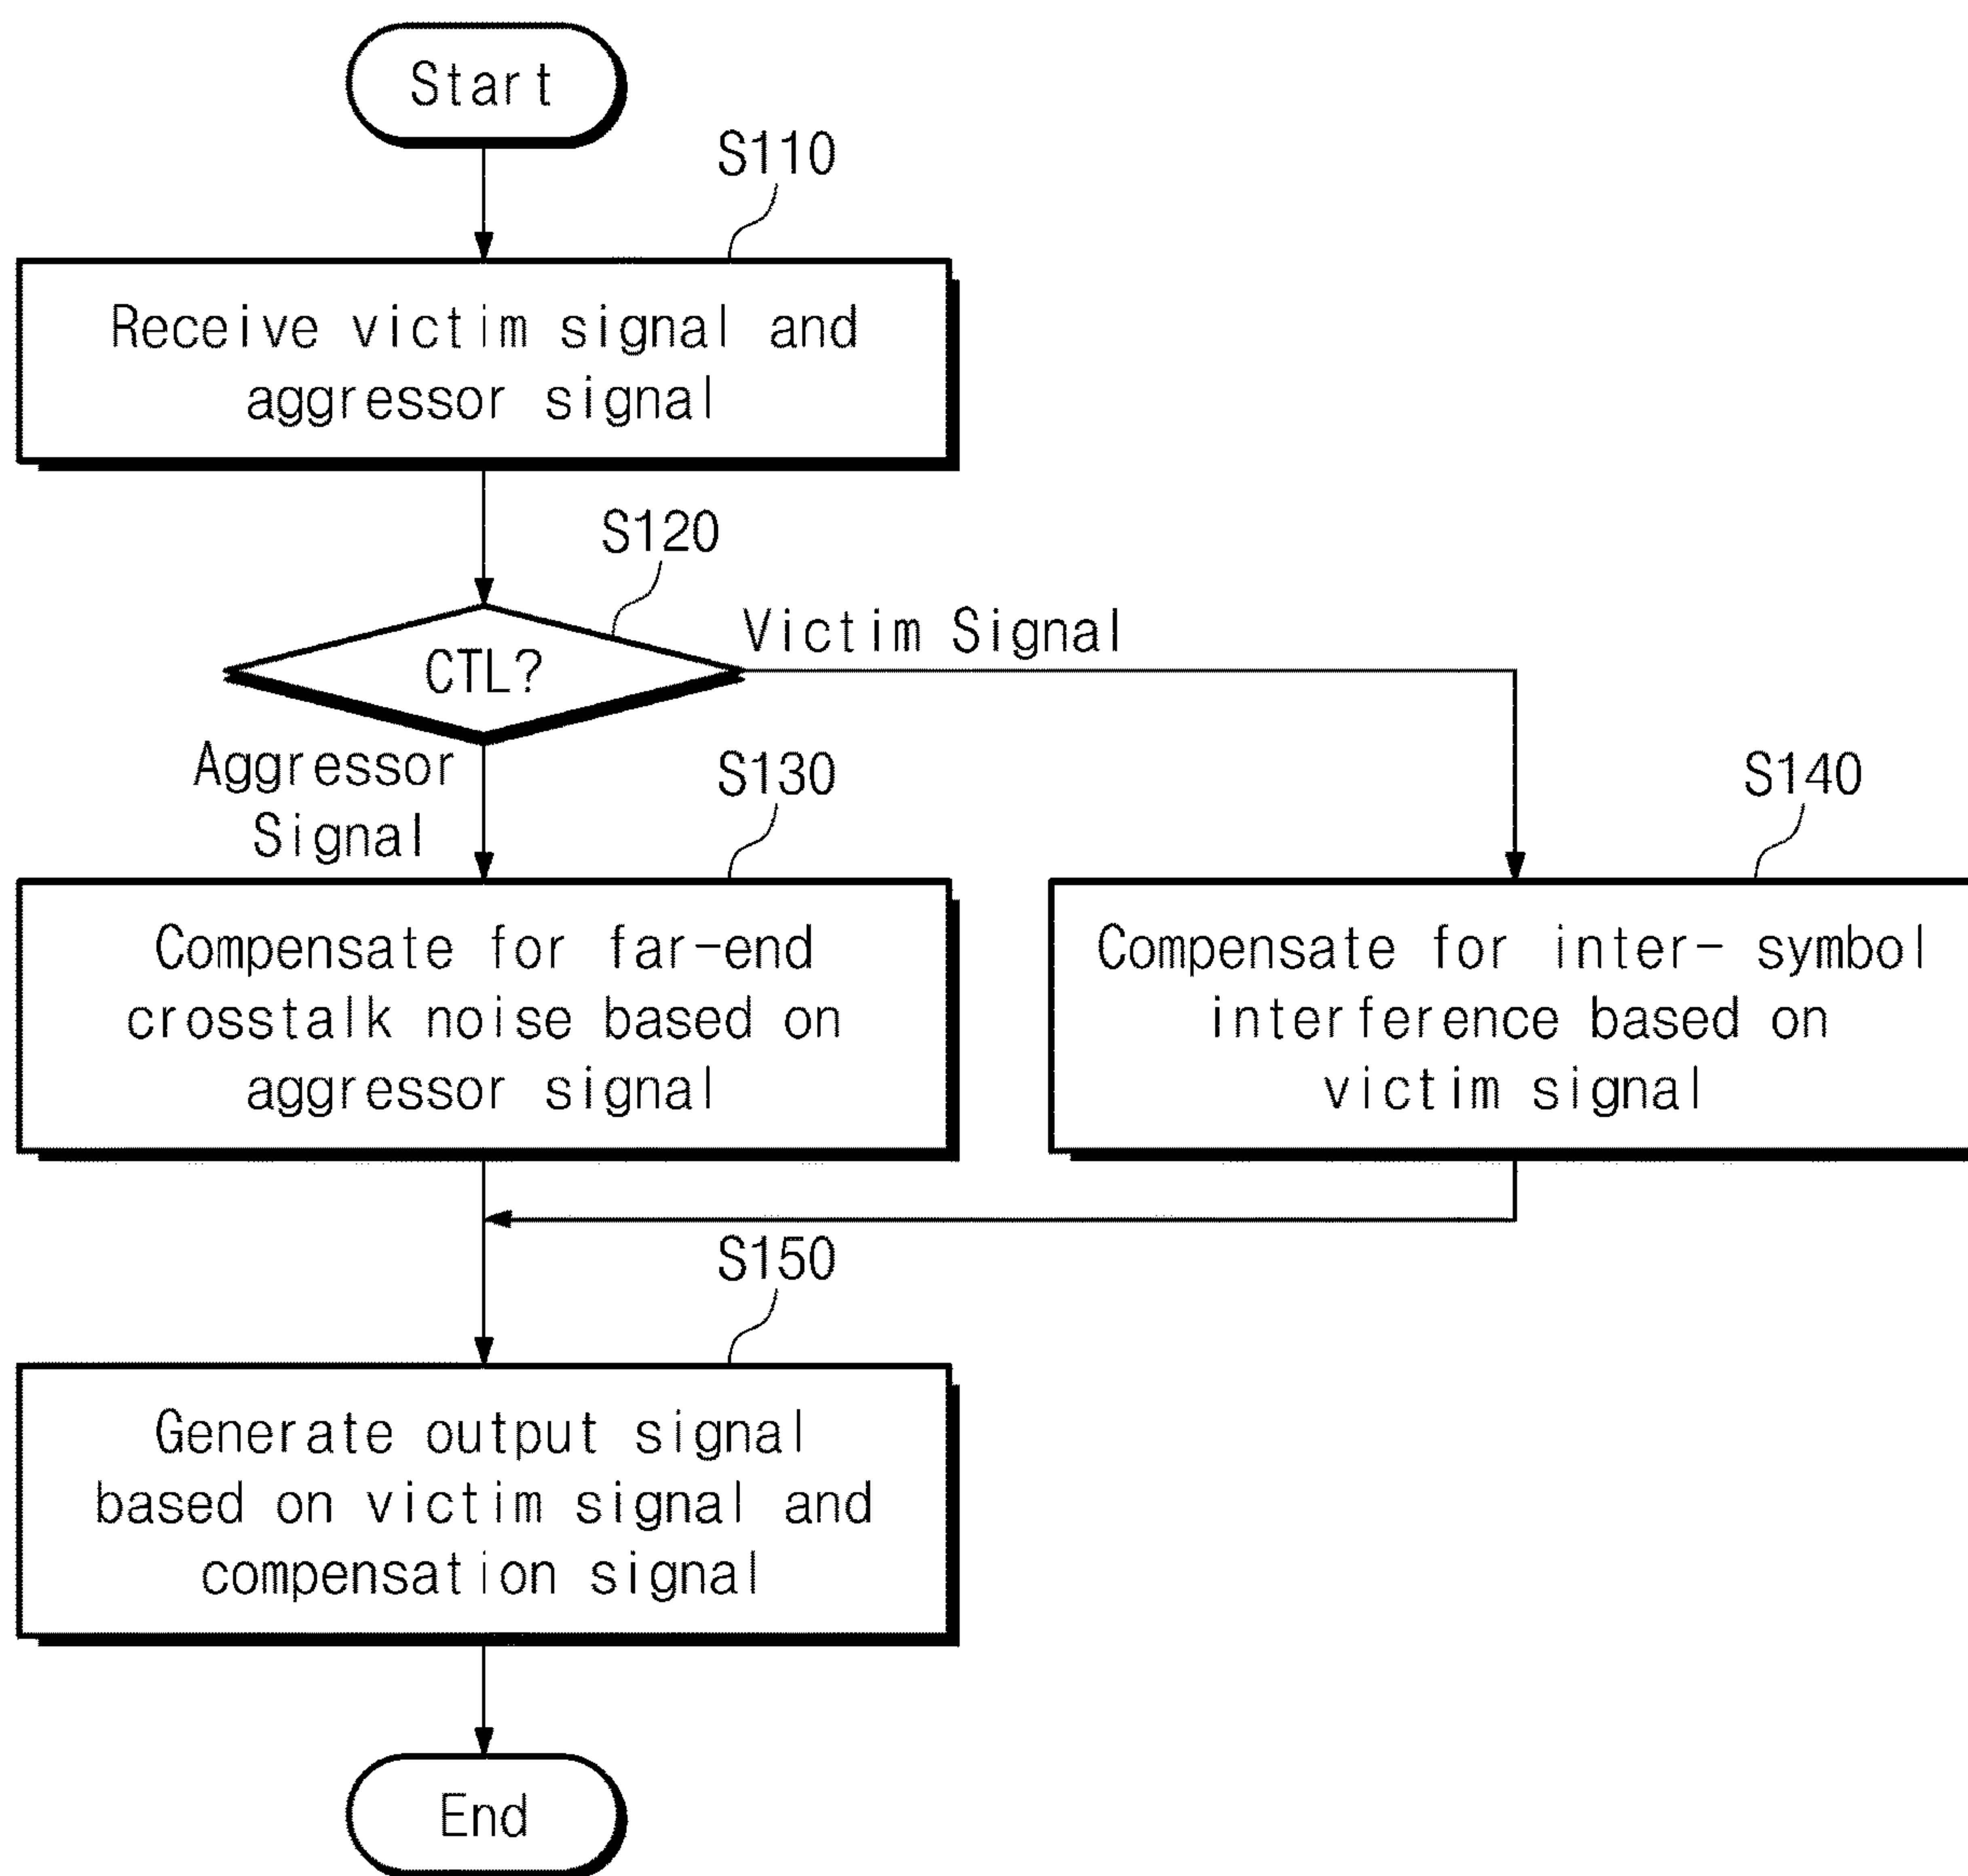 Start
S110
Receive victim signal and
aggressor signal
S120
CTL?
Victim Signal
Aggressor
Signal
S130
Compensate for far-end
crosstalk noise based on
aggressor signal
S140
Compensate for inter- symbol
interference based on
victim signal
S150
Generate output signal
based on victim signal and
compensation signal
End